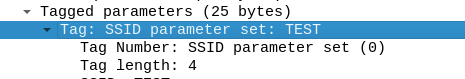 Tagged parameters (25 bytes)
Tag: SSID parameter set: TEST
Tag Number: SSID parameter set (0)
Tag length: 4